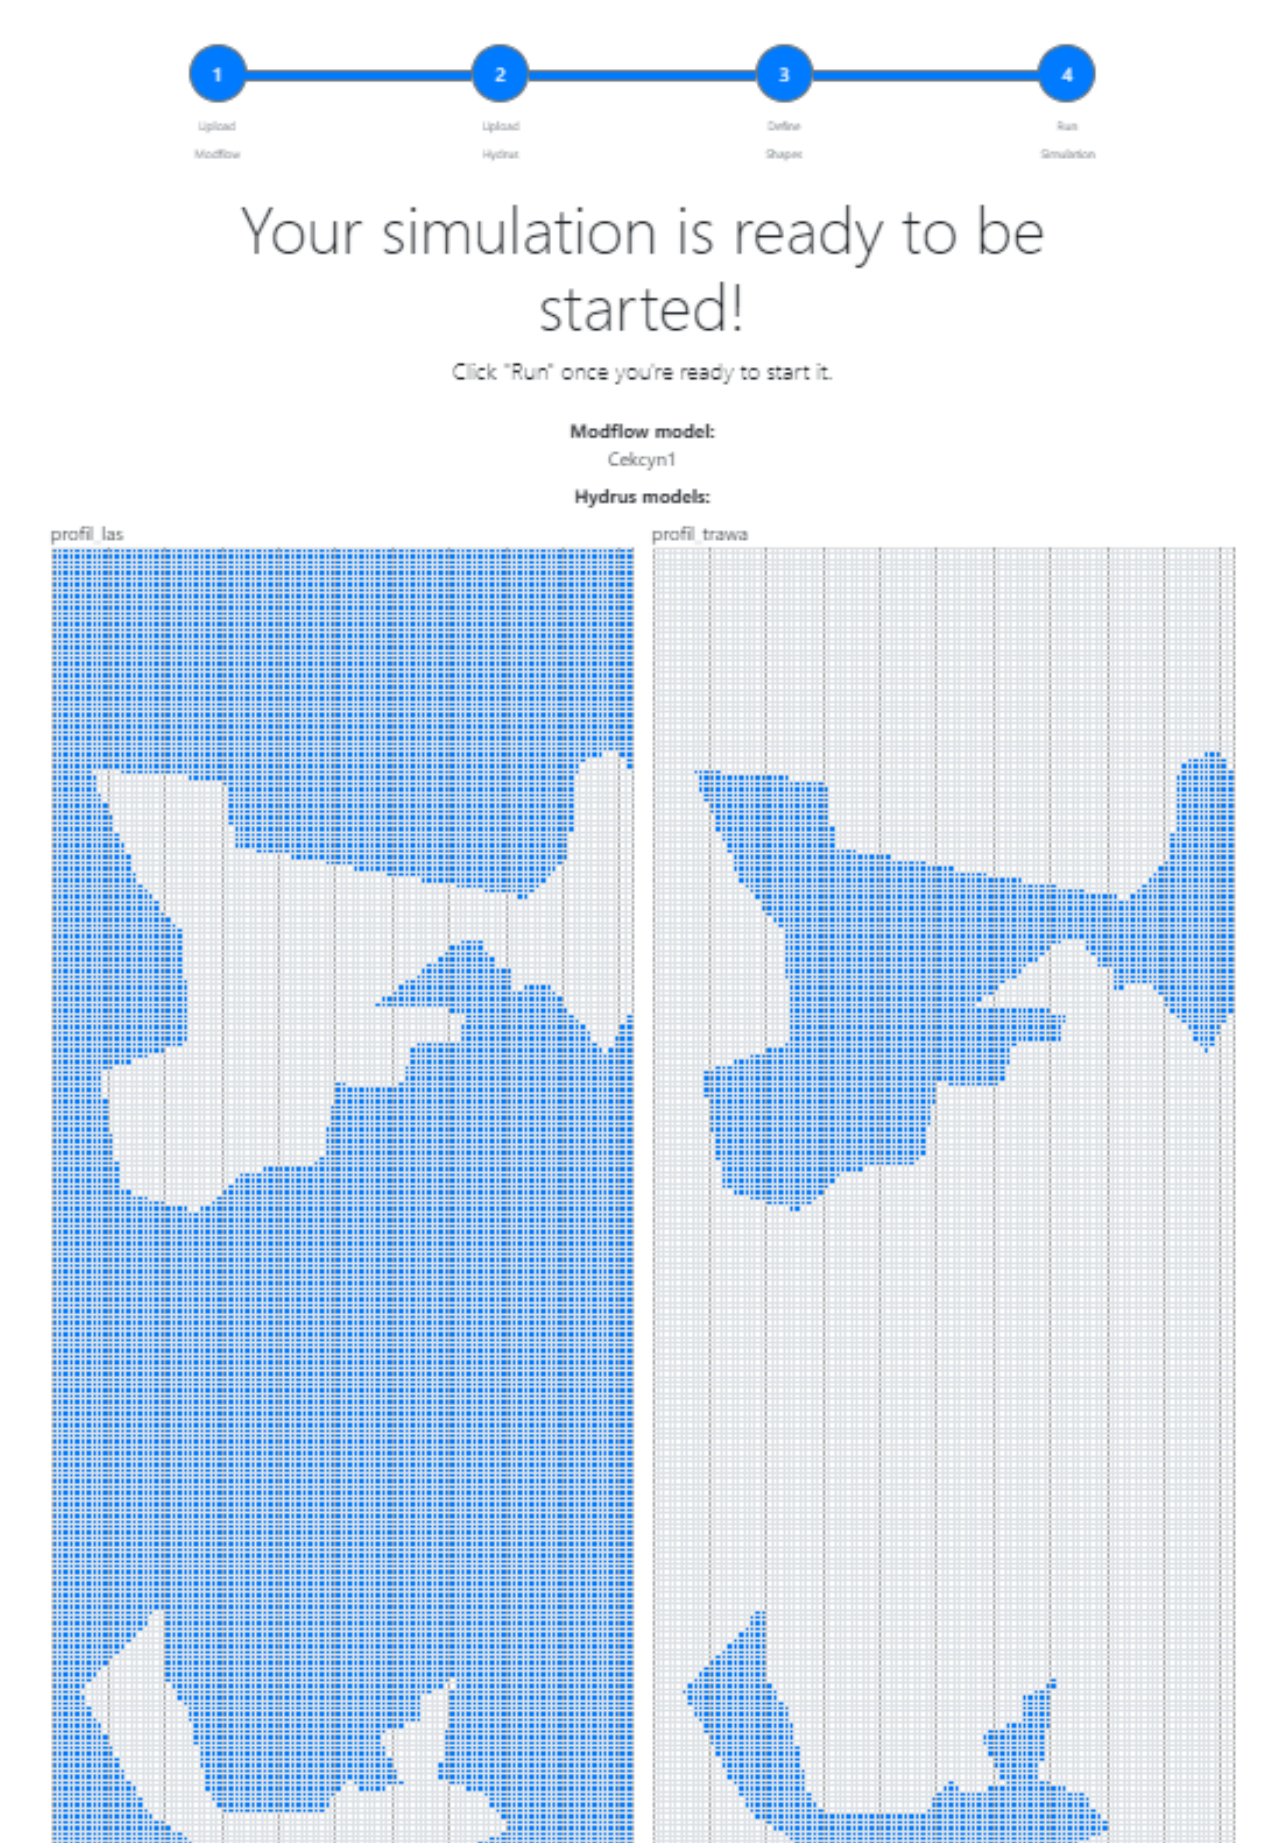 1 2 3 4
Upload Upload Define Run
Modflow Hydrus Shapes Simulation
Your simulation is ready to be
started!
Click "Run" once you're ready to start it.
Modflow model:
Cekcyn1
Hydrus models:
profil_las profil_trawa